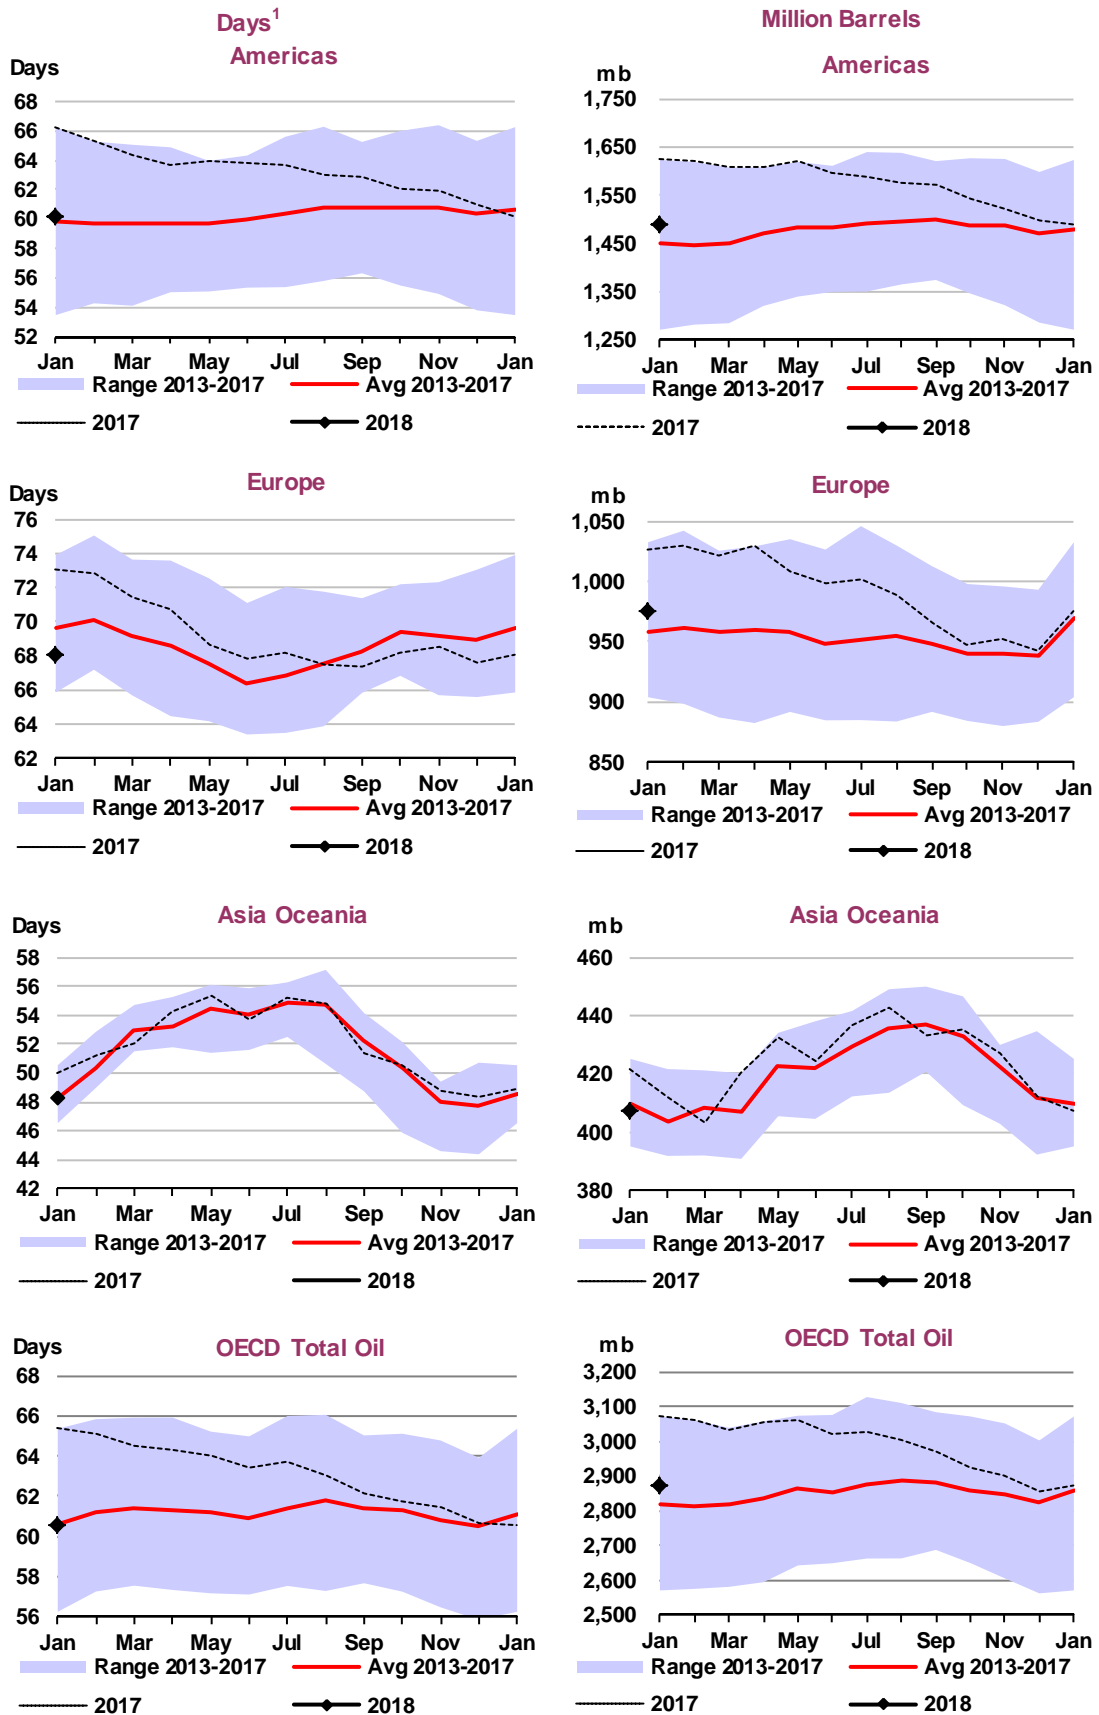 Days¹
Million Barrels
Americas
Days
68
66
64
62
60
58
56
54
52
Jan Mar May Jul Sep Nov Jan
Range 2013-2017 Avg 2013-2017
2017 2018
Americas
mb
1,750
1,650
1,550
1,450
1,350
1,250
Jan Mar May Jul Sep Nov Jan
Range 2013-2017 Avg 2013-2017
2017 2018
Europe
Days
76
74
72
70
68
66
64
62
Jan Mar May Jul Sep Nov Jan
Range 2013-2017 Avg 2013-2017
2017 2018
Europe
mb
1,050
1,000
950
900
850
Jan Mar May Jul Sep Nov Jan
Range 2013-2017 Avg 2013-2017
2017 2018
Asia Oceania
Days
58
56
54
52
50
48
46
44
42
Jan Mar May Jul Sep Nov Jan
Range 2013-2017 Avg 2013-2017
2017 2018
Asia Oceania
mb
460
440
420
400
380
Jan Mar May Jul Sep Nov Jan
Range 2013-2017 Avg 2013-2017
2017 2018
OECD Total Oil
Days
68
66
64
62
60
58
56
Jan Mar May Jul Sep Nov Jan
Range 2013-2017 Avg 2013-2017
2017 2018
OECD Total Oil
mb
3,200
3,100
3,000
2,900
2,800
2,700
2,600
2,500
Jan Mar May Jul Sep Nov Jan
Range 2013-2017 Avg 2013-2017
2017 2018